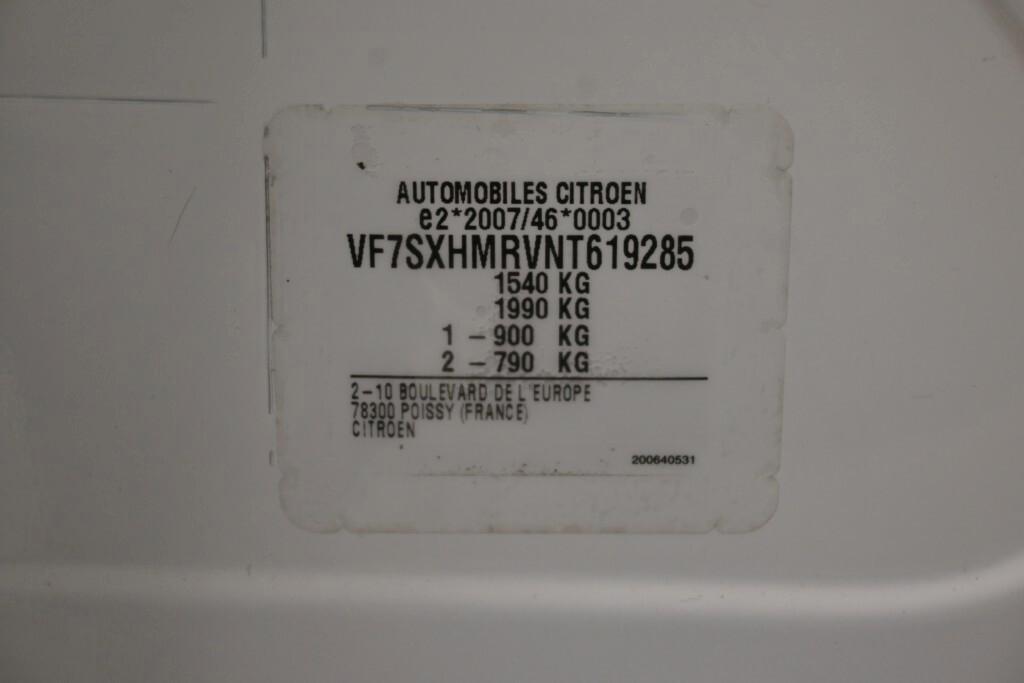 AUTOMOBILES CITROEN
e2*2007/46*0003
VF7SXHMRVNT619285
1540 KG
1990 KG
1 - 900 KG
2 - 790 KG
2-10 BOULEVARD DE L'EUROPE
78300 POISSY (FRANCE)
CITROEN
200640531